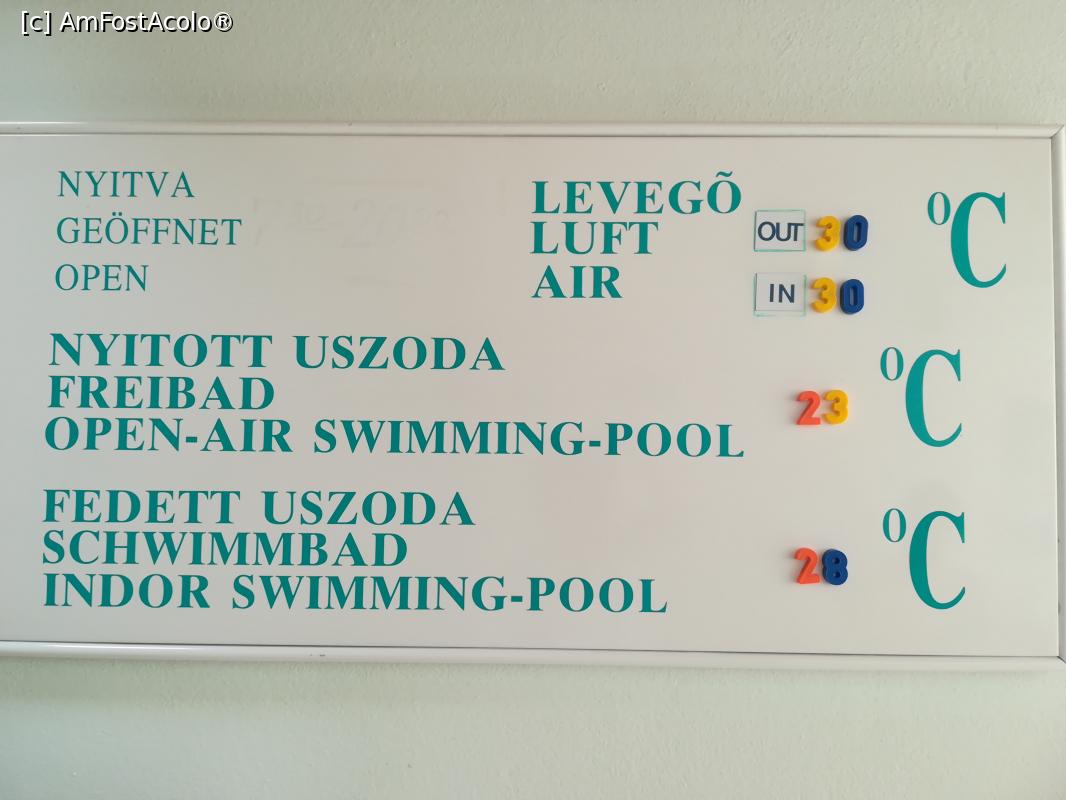 [c] AmFostAcolo®
NYITVA
GEÖFFNET
OPEN
LEVEGÕ
LUFT
AIR
OUT 30
IN 30
⁰C
NYITOTT USZODA
FREIBAD
OPEN-AIR SWIMMING-POOL
23 ⁰C
FEDETT USZODA
SCHWIMMBAD
INDOR SWIMMING-POOL
28 ⁰C